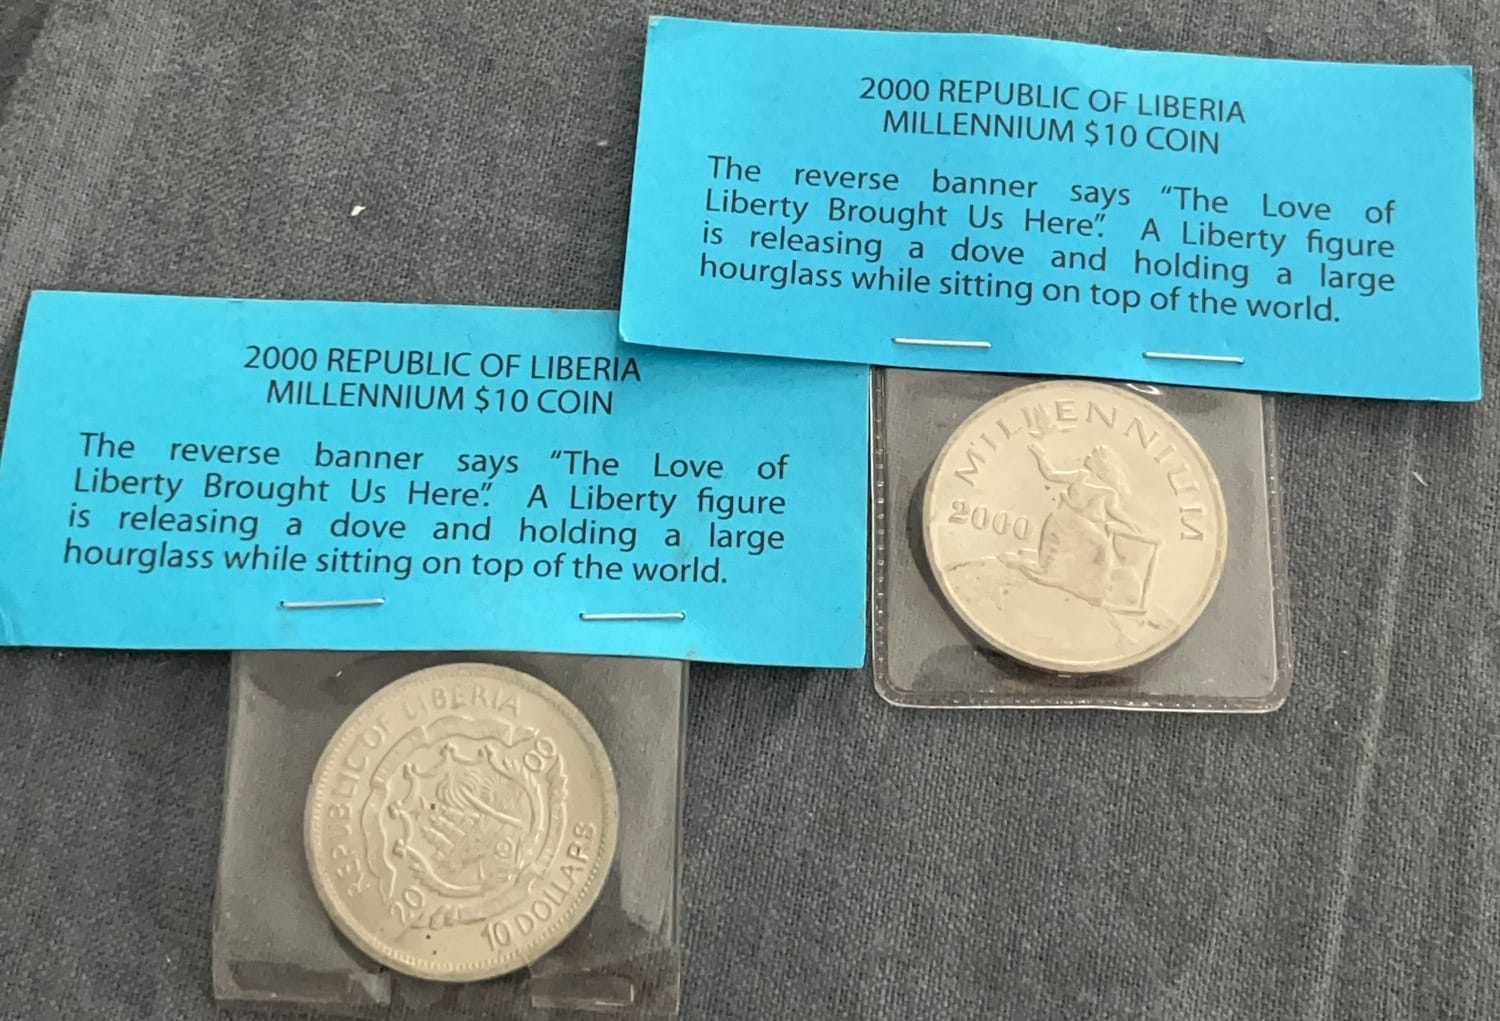 2000 REPUBLIC OF LIBERIA
MILLENNIUM $10 COIN
The reverse banner says “The Love of
Liberty Brought Us Here”. A Liberty figure
is releasing a dove and holding a large
hourglass while sitting on top of the world.
MILLENNIUM
2000
2000 REPUBLIC OF LIBERIA
MILLENNIUM $10 COIN
The reverse banner says “The Love of
Liberty Brought Us Here”. A Liberty figure
is releasing a dove and holding a large
hourglass while sitting on top of the world.
REPUBLIC OF LIBERIA
20 00
10 DOLLARS